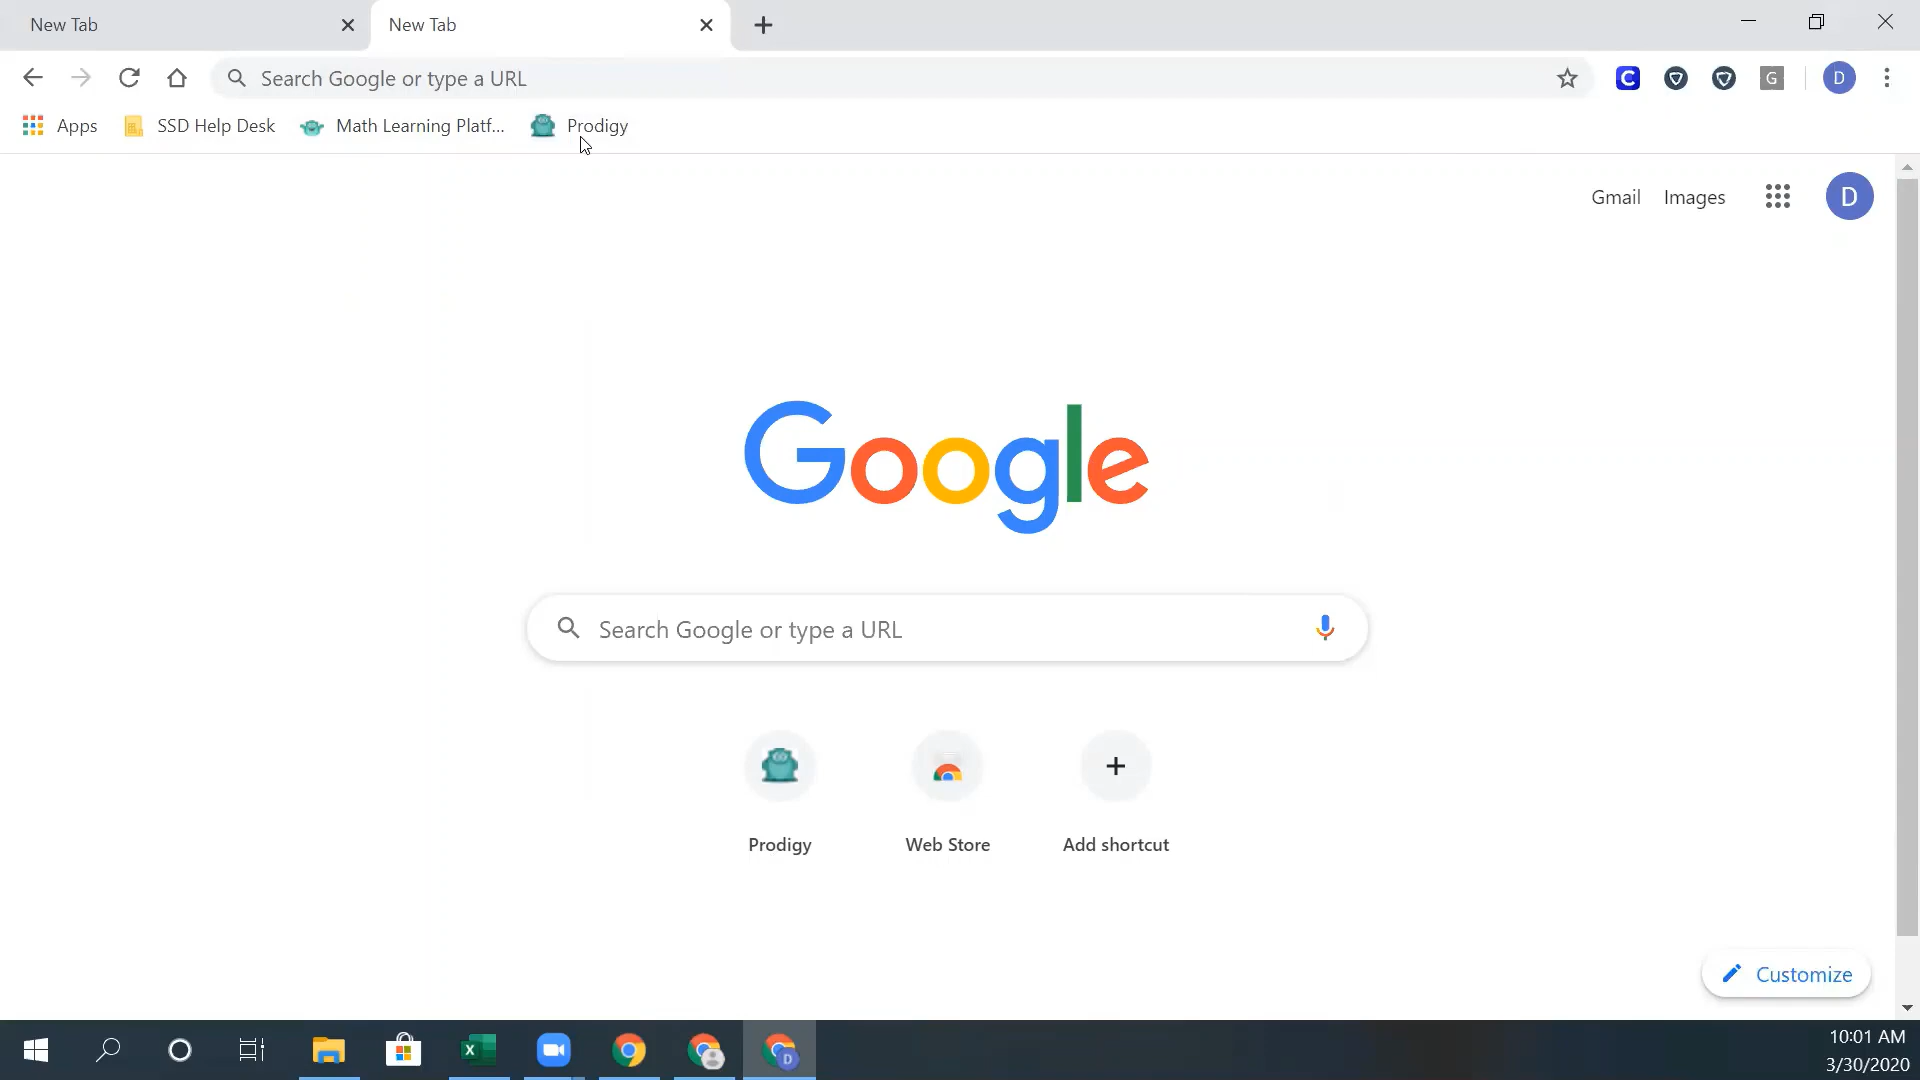 New Tab
New Tab
Search Google or type a URL
C
G
D
Apps
SSD Help Desk
Math Learning Platf...
Prodigy
Gmail
Images
D
Google
Search Google or type a URL
Prodigy
Web Store
Add shortcut
Customize
X
D
10:01 AM
3/30/2020